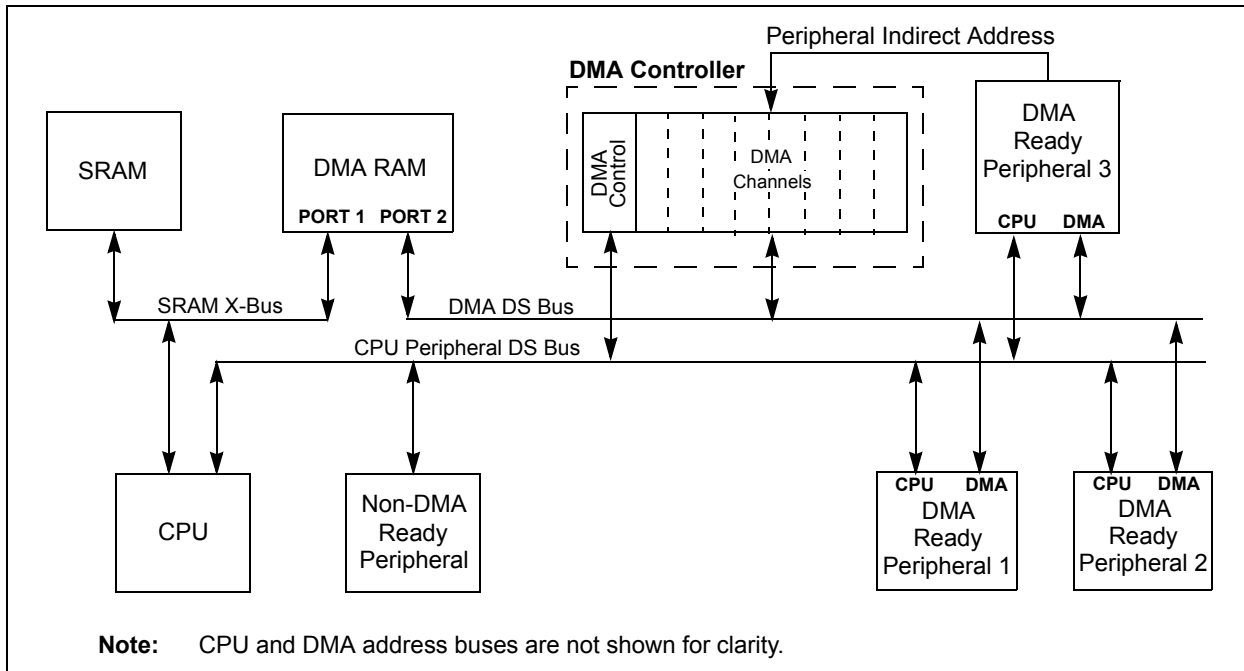 Peripheral Indirect Address
DMA Controller
SRAM
DMA RAM
PORT 1 PORT 2
DMA
Control
DMA
Channels
DMA
Ready
Peripheral 3
CPU DMA
SRAM X-Bus
DMA DS Bus
CPU Peripheral DS Bus
CPU
Non-DMA
Ready
Peripheral
CPU DMA
DMA
Ready
Peripheral 1
CPU DMA
DMA
Ready
Peripheral 2
Note: CPU and DMA address buses are not shown for clarity.